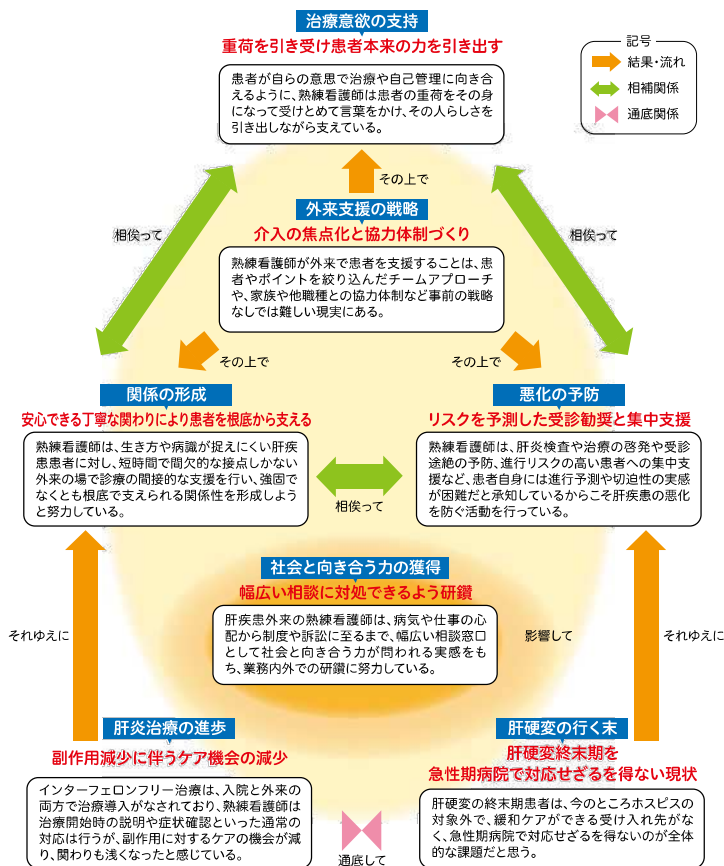 治療意欲の支持
重荷を引き受け患者本来の力を引き出す
患者が自らの意思で治療や自己管理に向き合
えるように、熟練看護師は患者の重荷をその身
になって受けとめて言葉をかけ、その人らしさを
引き出しながら支えている。
記号
結果・流れ
相補関係
通底関係
その上で
相俟って
相俟って
外来支援の戦略
介入の焦点化と協力体制づくり
熟練看護師が外来で患者を支援することは、患
者やポイントを絞り込んだチームアプローチ
や、家族や他職種との協力体制など事前の戦略
なしでは難しい現実にある。
その上で
その上で
関係の形成
安心できる丁寧な関わりにより患者を根底から支える
熟練看護師は、生き方や病識が捉えにくい肝疾
患患者に対し、短時間で間欠的な接点しかない
外来の場で診療の間接的な支援を行い、強固で
なくとも根底で支えられる関係性を形成しよう
と努力している。
悪化の予防
リスクを予測した受診勧奨と集中支援
熟練看護師は、肝炎検査や治療の啓発や受診
途絶の予防、進行リスクの高い患者への集中支
援など、患者自身には進行予測や切迫性の実感
が困難だと承知しているからこそ肝疾患の悪化
を防ぐ活動を行っている。
相俟って
社会と向き合う力の獲得
幅広い相談に対処できるよう研鑽
肝疾患外来の熟練看護師は、病気や仕事の心
配から制度や訴訟に至るまで、幅広い相談窓口
として社会と向き合う力が問われる実感をも
ち、業務内外での研鑽に努力している。
それゆえに
影響して
それゆえに
肝炎治療の進歩
副作用減少に伴うケア機会の減少
インターフェロンフリー治療は、入院と外来の
両方で治療導入がなされており、熟練看護師は
治療開始時の説明や症状確認といった通常の
対応は行うが、副作用に対するケアの機会が減
り、関わりも浅くなったと感じている。
肝硬変の行く末
肝硬変終末期を
急性期病院で対応せざるを得ない現状
肝硬変の終末期患者は、今のところホスピスの
対象外で、緩和ケアができる受け入れ先がな
く、急性期病院で対応せざるを得ないのが全体
的な課題だと思う。
通底して